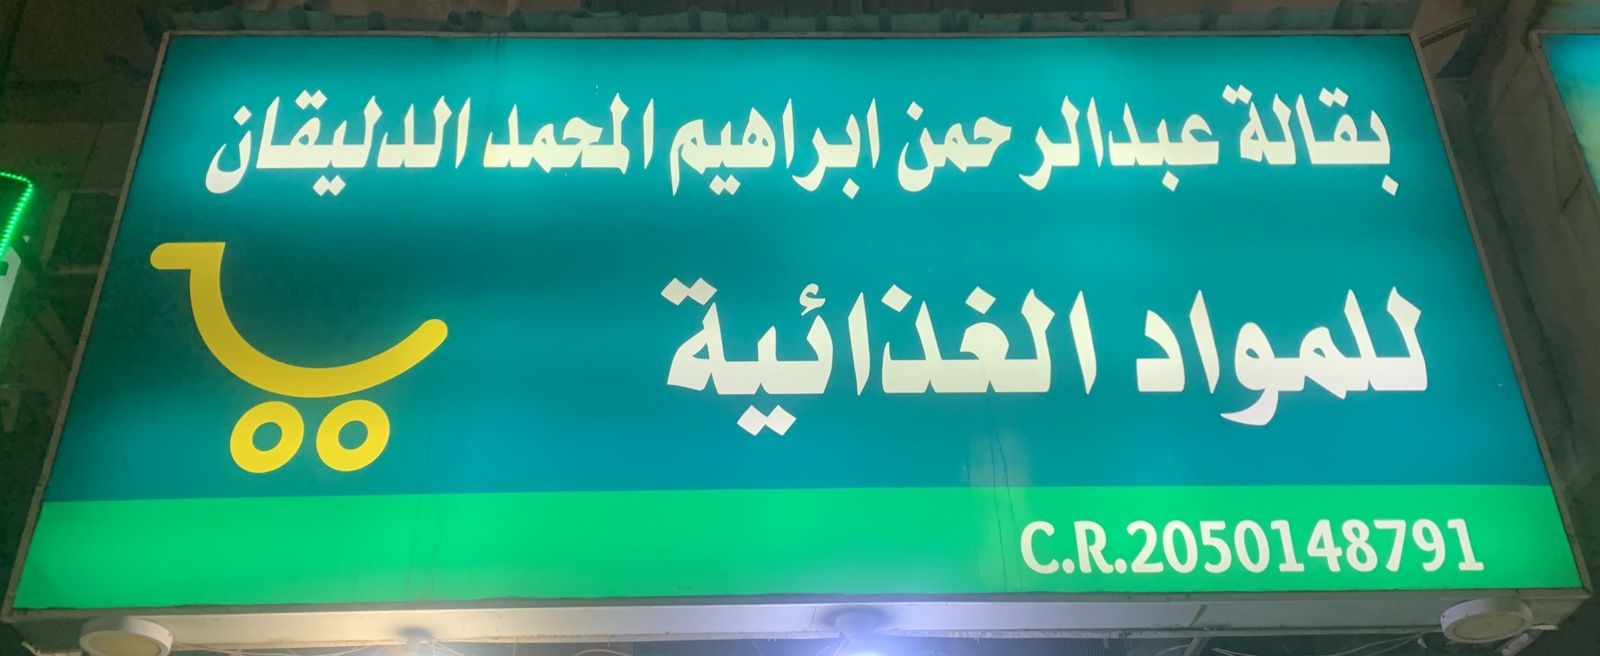 بقالة عبدالرحمن ابراهيم المحمد الدليقان
للمواد الغذائية
C.R.2050148791